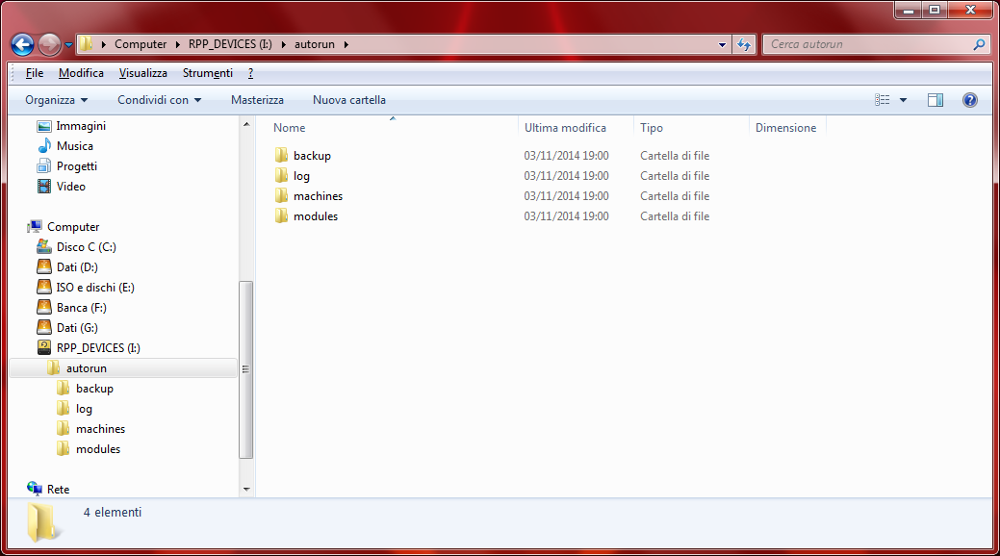 Computer RPP_DEVICES (I:) autorun
Cerca autorun
File Modifica Visualizza Strumenti ?
Organizza Condividi con Masterizza Nuova cartella
Immagini
Musica
Progetti
Video
Computer
Disco C (C:)
Dati (D:)
ISO e dischi (E:)
Banca (F:)
Dati (G:)
RPP_DEVICES (I:)
autorun
backup
log
machines
modules
Rete
Nome Ultima modifica Tipo Dimensione
backup 03/11/2014 19:00 Cartella di file
log 03/11/2014 19:00 Cartella di file
machines 03/11/2014 19:00 Cartella di file
modules 03/11/2014 19:00 Cartella di file
4 elementi